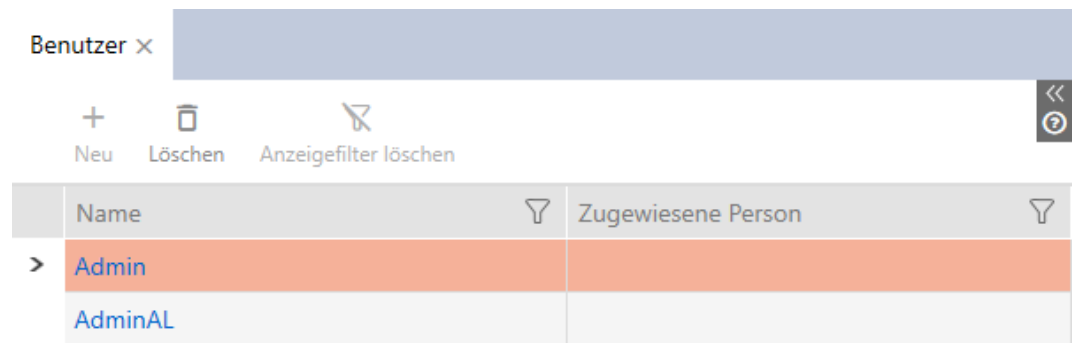 Benutzer
Neu Löschen Anzeigefilter löschen
Name Zugewiesene Person
Admin
AdminAL